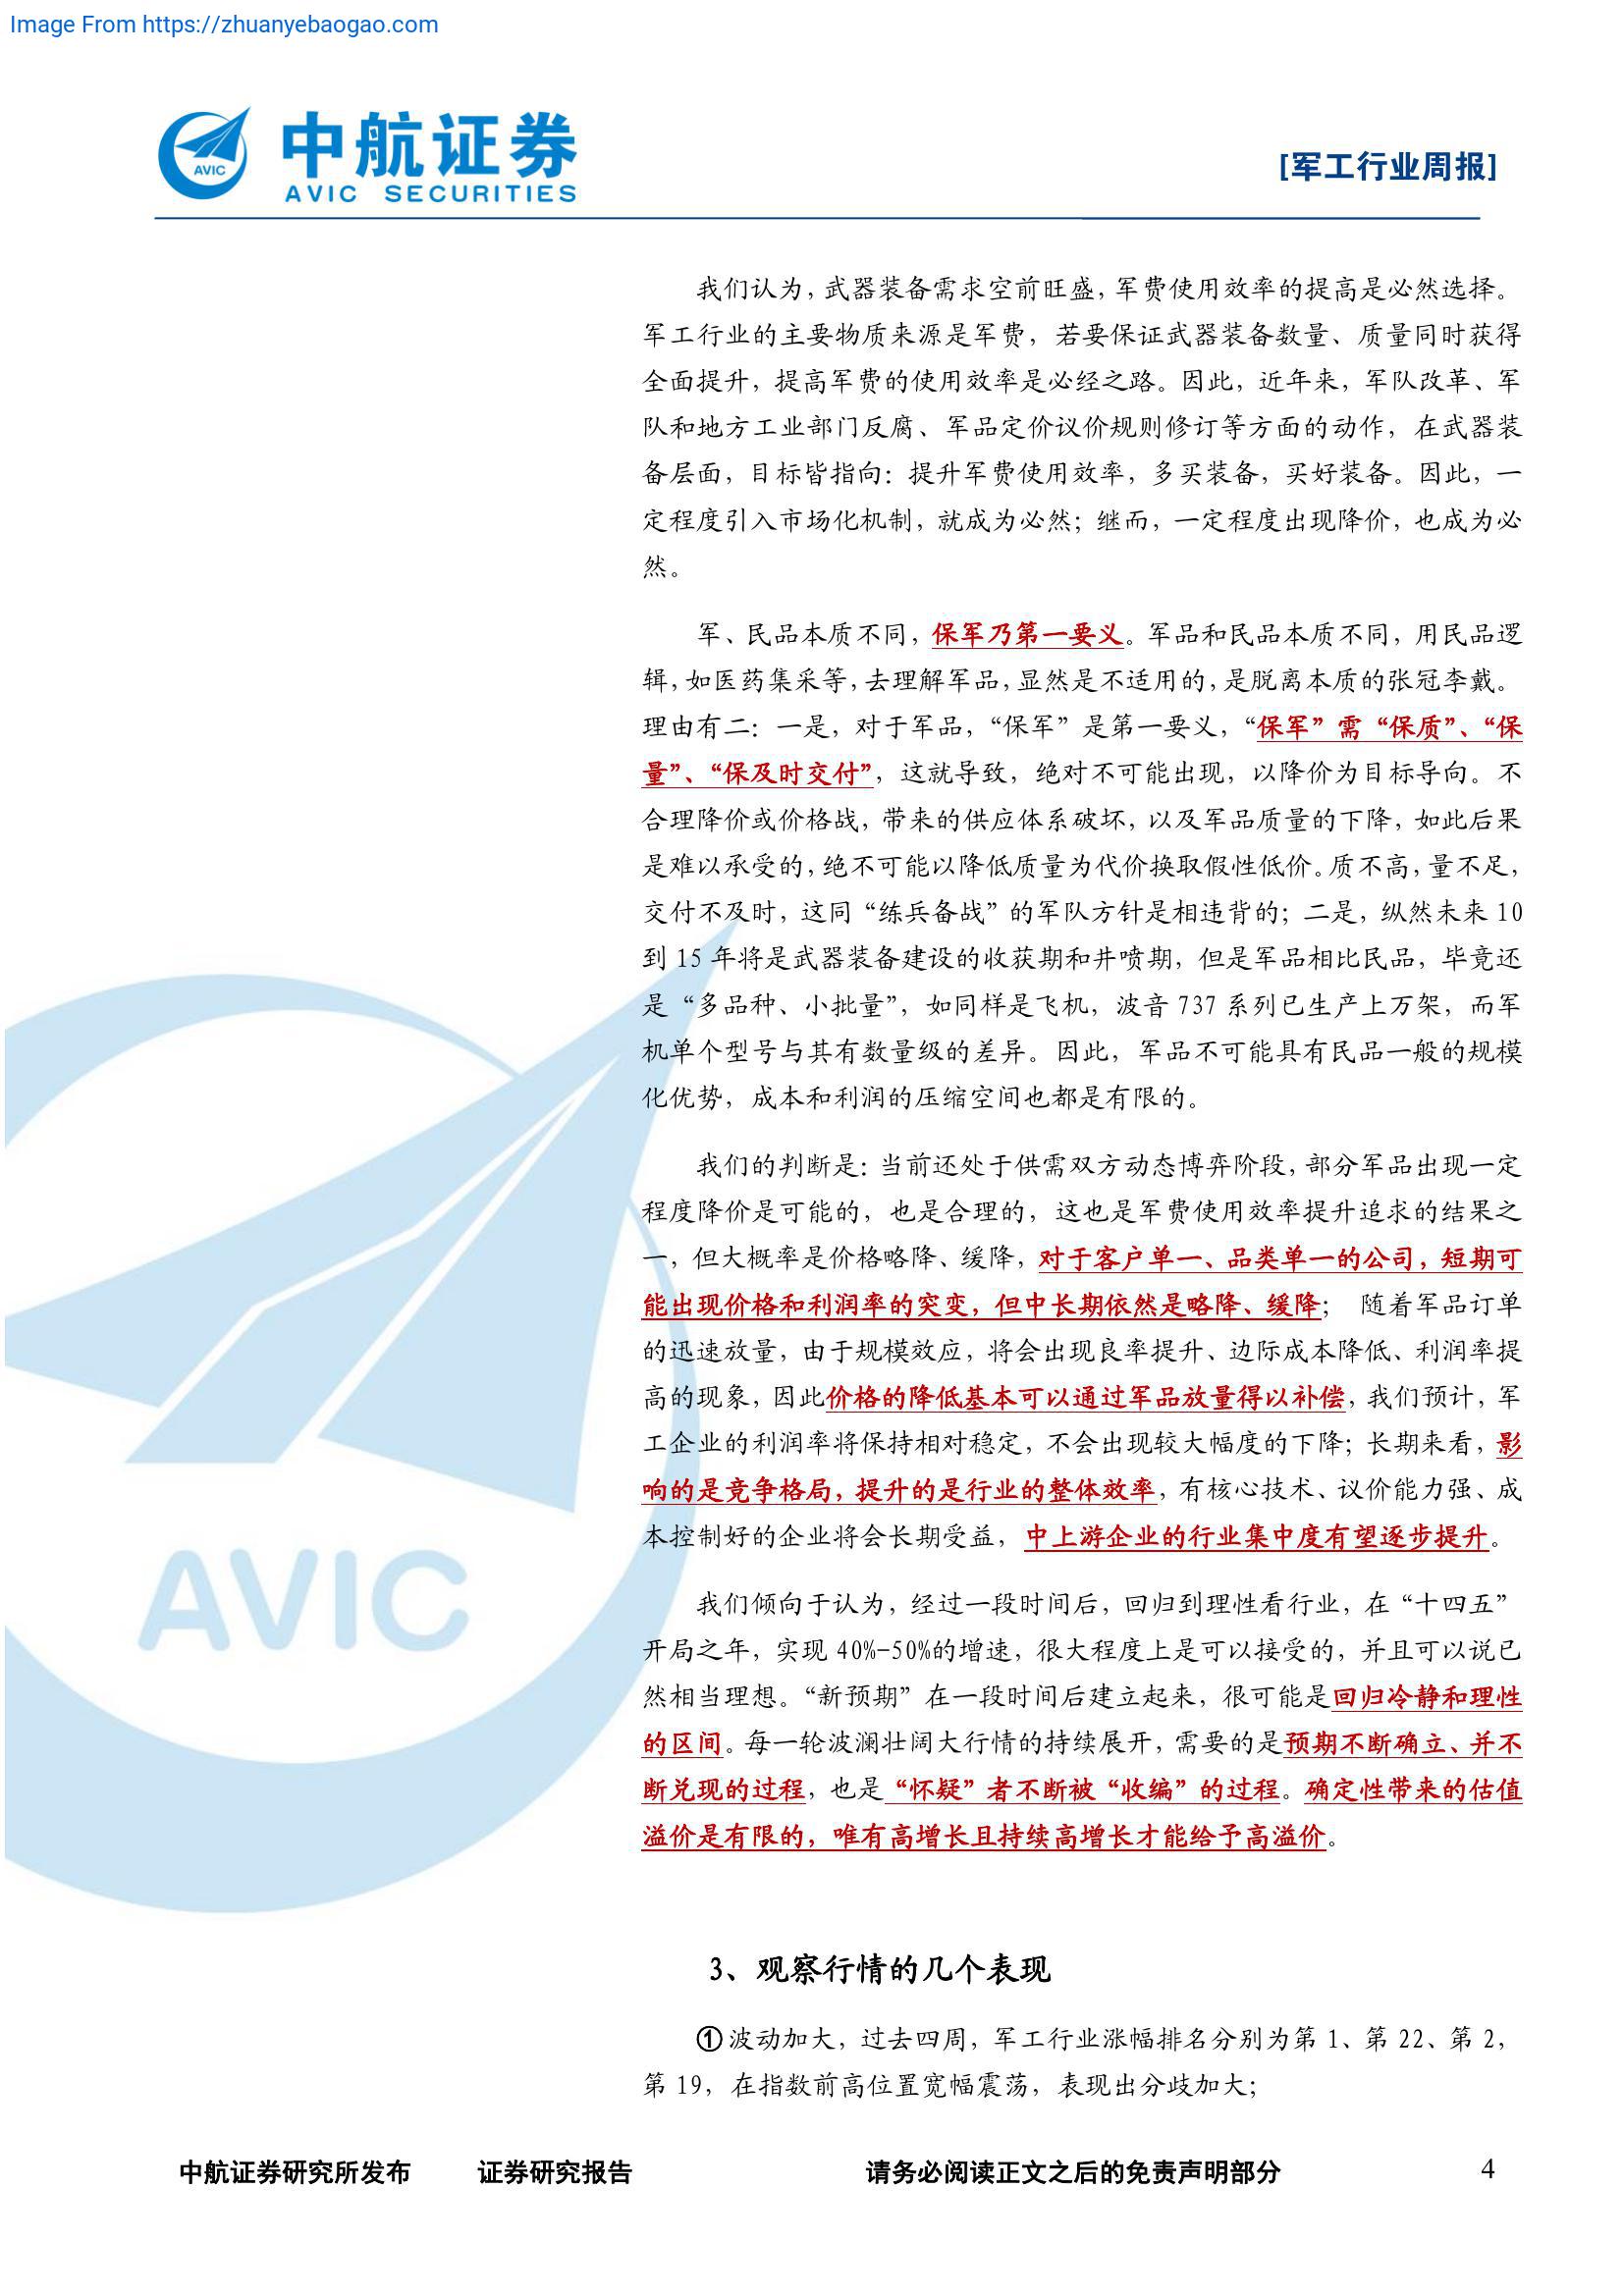 Image From https://zhuanyebaogao.com
中航证券
AVIC SECURITIES
AVIC
[军工行业周报]
我们认为，武器装备需求空前旺盛，军费使用效率的提高是必然选择。
军工行业的主要物质来源是军费，若要保证武器装备数量、质量同时获得
全面提升，提高军费的使用效率是必经之路。因此，近年来，军队改革、军
队和地方工业部门反腐、军品定价议价规则修订等方面的动作，在武器装
备层面，目标皆指向：提升军费使用效率，多买装备，买好装备。因此，一
定程度引入市场化机制，就成为必然；继而，一定程度出现降价，也成为必
然。
军、民品本质不同，保军乃第一要义。军品和民品本质不同，用民品逻
辑，如医药集采等，去理解军品，显然是不适用的，是脱离本质的张冠李戴。
理由有二：一是，对于军品，“保军”是第一要义，“保军”需“保质”、“保
量”、“保及时交付”，这就导致，绝对不可能出现，以降价为目标导向。不
合理降价或价格战，带来的供应体系破坏，以及军品质量的下降，如此后果
是难以承受的，绝不可能以降低质量为代价换取假性低价。质不高，量不足，
交付不及时，这同“练兵备战”的军队方针是相违背的；二是，纵然未来 10
到 15 年将是武器装备建设的收获期和井喷期，但是军品相比民品，毕竟还
是“多品种、小批量”，如同样是飞机，波音 737 系列已生产上万架，而军
机单个型号与其有数量级的差异。因此，军品不可能具有民品一般的规模
化优势，成本和利润的压缩空间也都是有限的。
我们的判断是：当前还处于供需双方动态博弈阶段，部分军品出现一定
程度降价是可能的，也是合理的，这也是军费使用效率提升追求的结果之
一，但大概率是价格略降、缓降，对于客户单一、品类单一的公司，短期可
能出现价格和利润率的突变，但中长期依然是略降、缓降； 随着军品订单
的迅速放量，由于规模效应，将会出现良率提升、边际成本降低、利润率提
高的现象，因此价格的降低基本可以通过军品放量得以补偿，我们预计，军
工企业的利润率将保持相对稳定，不会出现较大幅度的下降；长期来看，影
响的是竞争格局，提升的是行业的整体效率，有核心技术、议价能力强、成
本控制好的企业将会长期受益，中上游企业的行业集中度有望逐步提升。
我们倾向于认为，经过一段时间后，回归到理性看行业，在“十四五”
开局之年，实现 40%-50%的增速，很大程度上是可以接受的，并且可以说已
然相当理想。“新预期”在一段时间后建立起来，很可能是回归冷静和理性
的区间。每一轮波澜壮阔大行情的持续展开，需要的是预期不断确立、并不
断兑现的过程，也是“怀疑”者不断被“收编”的过程。确定性带来的估值
溢价是有限的，唯有高增长且持续高增长才能给予高溢价。
AVIC
3、观察行情的几个表现
①波动加大，过去四周，军工行业涨幅排名分别为第 1、第 22、第 2，
第 19，在指数前高位置宽幅震荡，表现出分歧加大；
中航证券研究所发布 证券研究报告 请务必阅读正文之后的免责声明部分 4